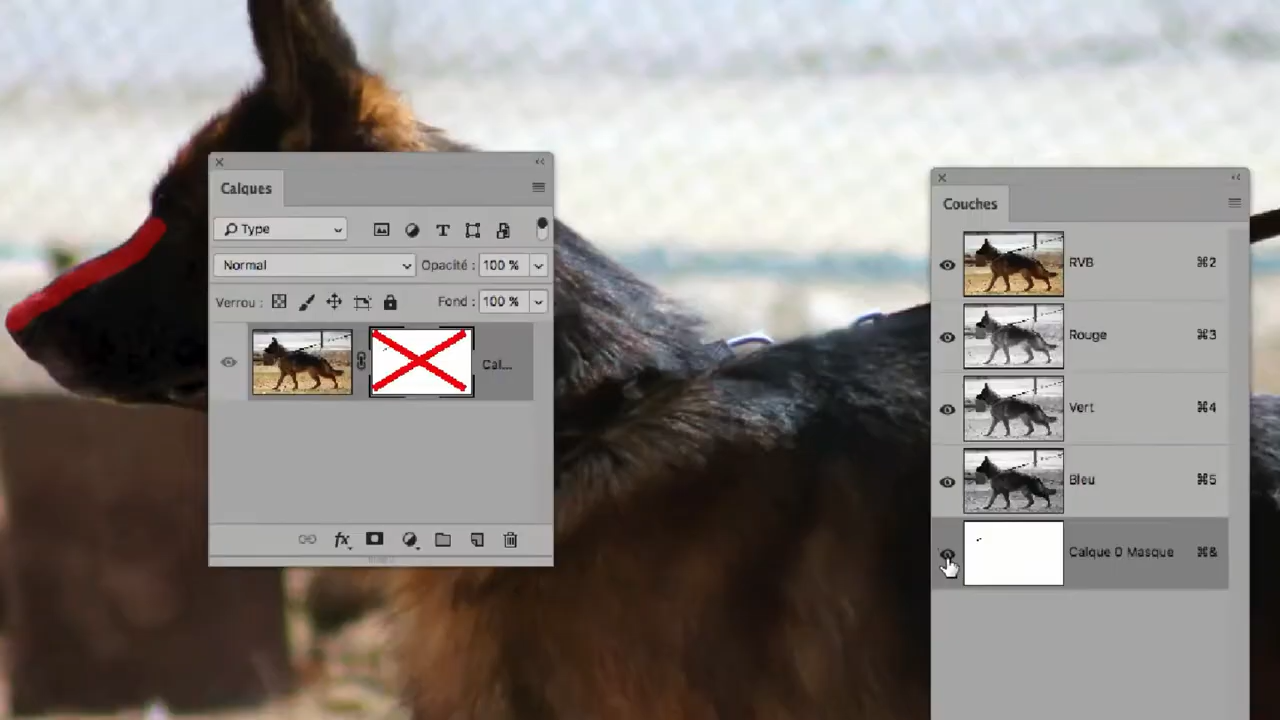 Calques
Type
Normal
Opacité : 100 %
Verrou :
Fond : 100 %
Cal...
fx
Couches
RVB ⌘2
Rouge ⌘3
Vert ⌘4
Bleu ⌘5
Calque 0 Masque ⌘&